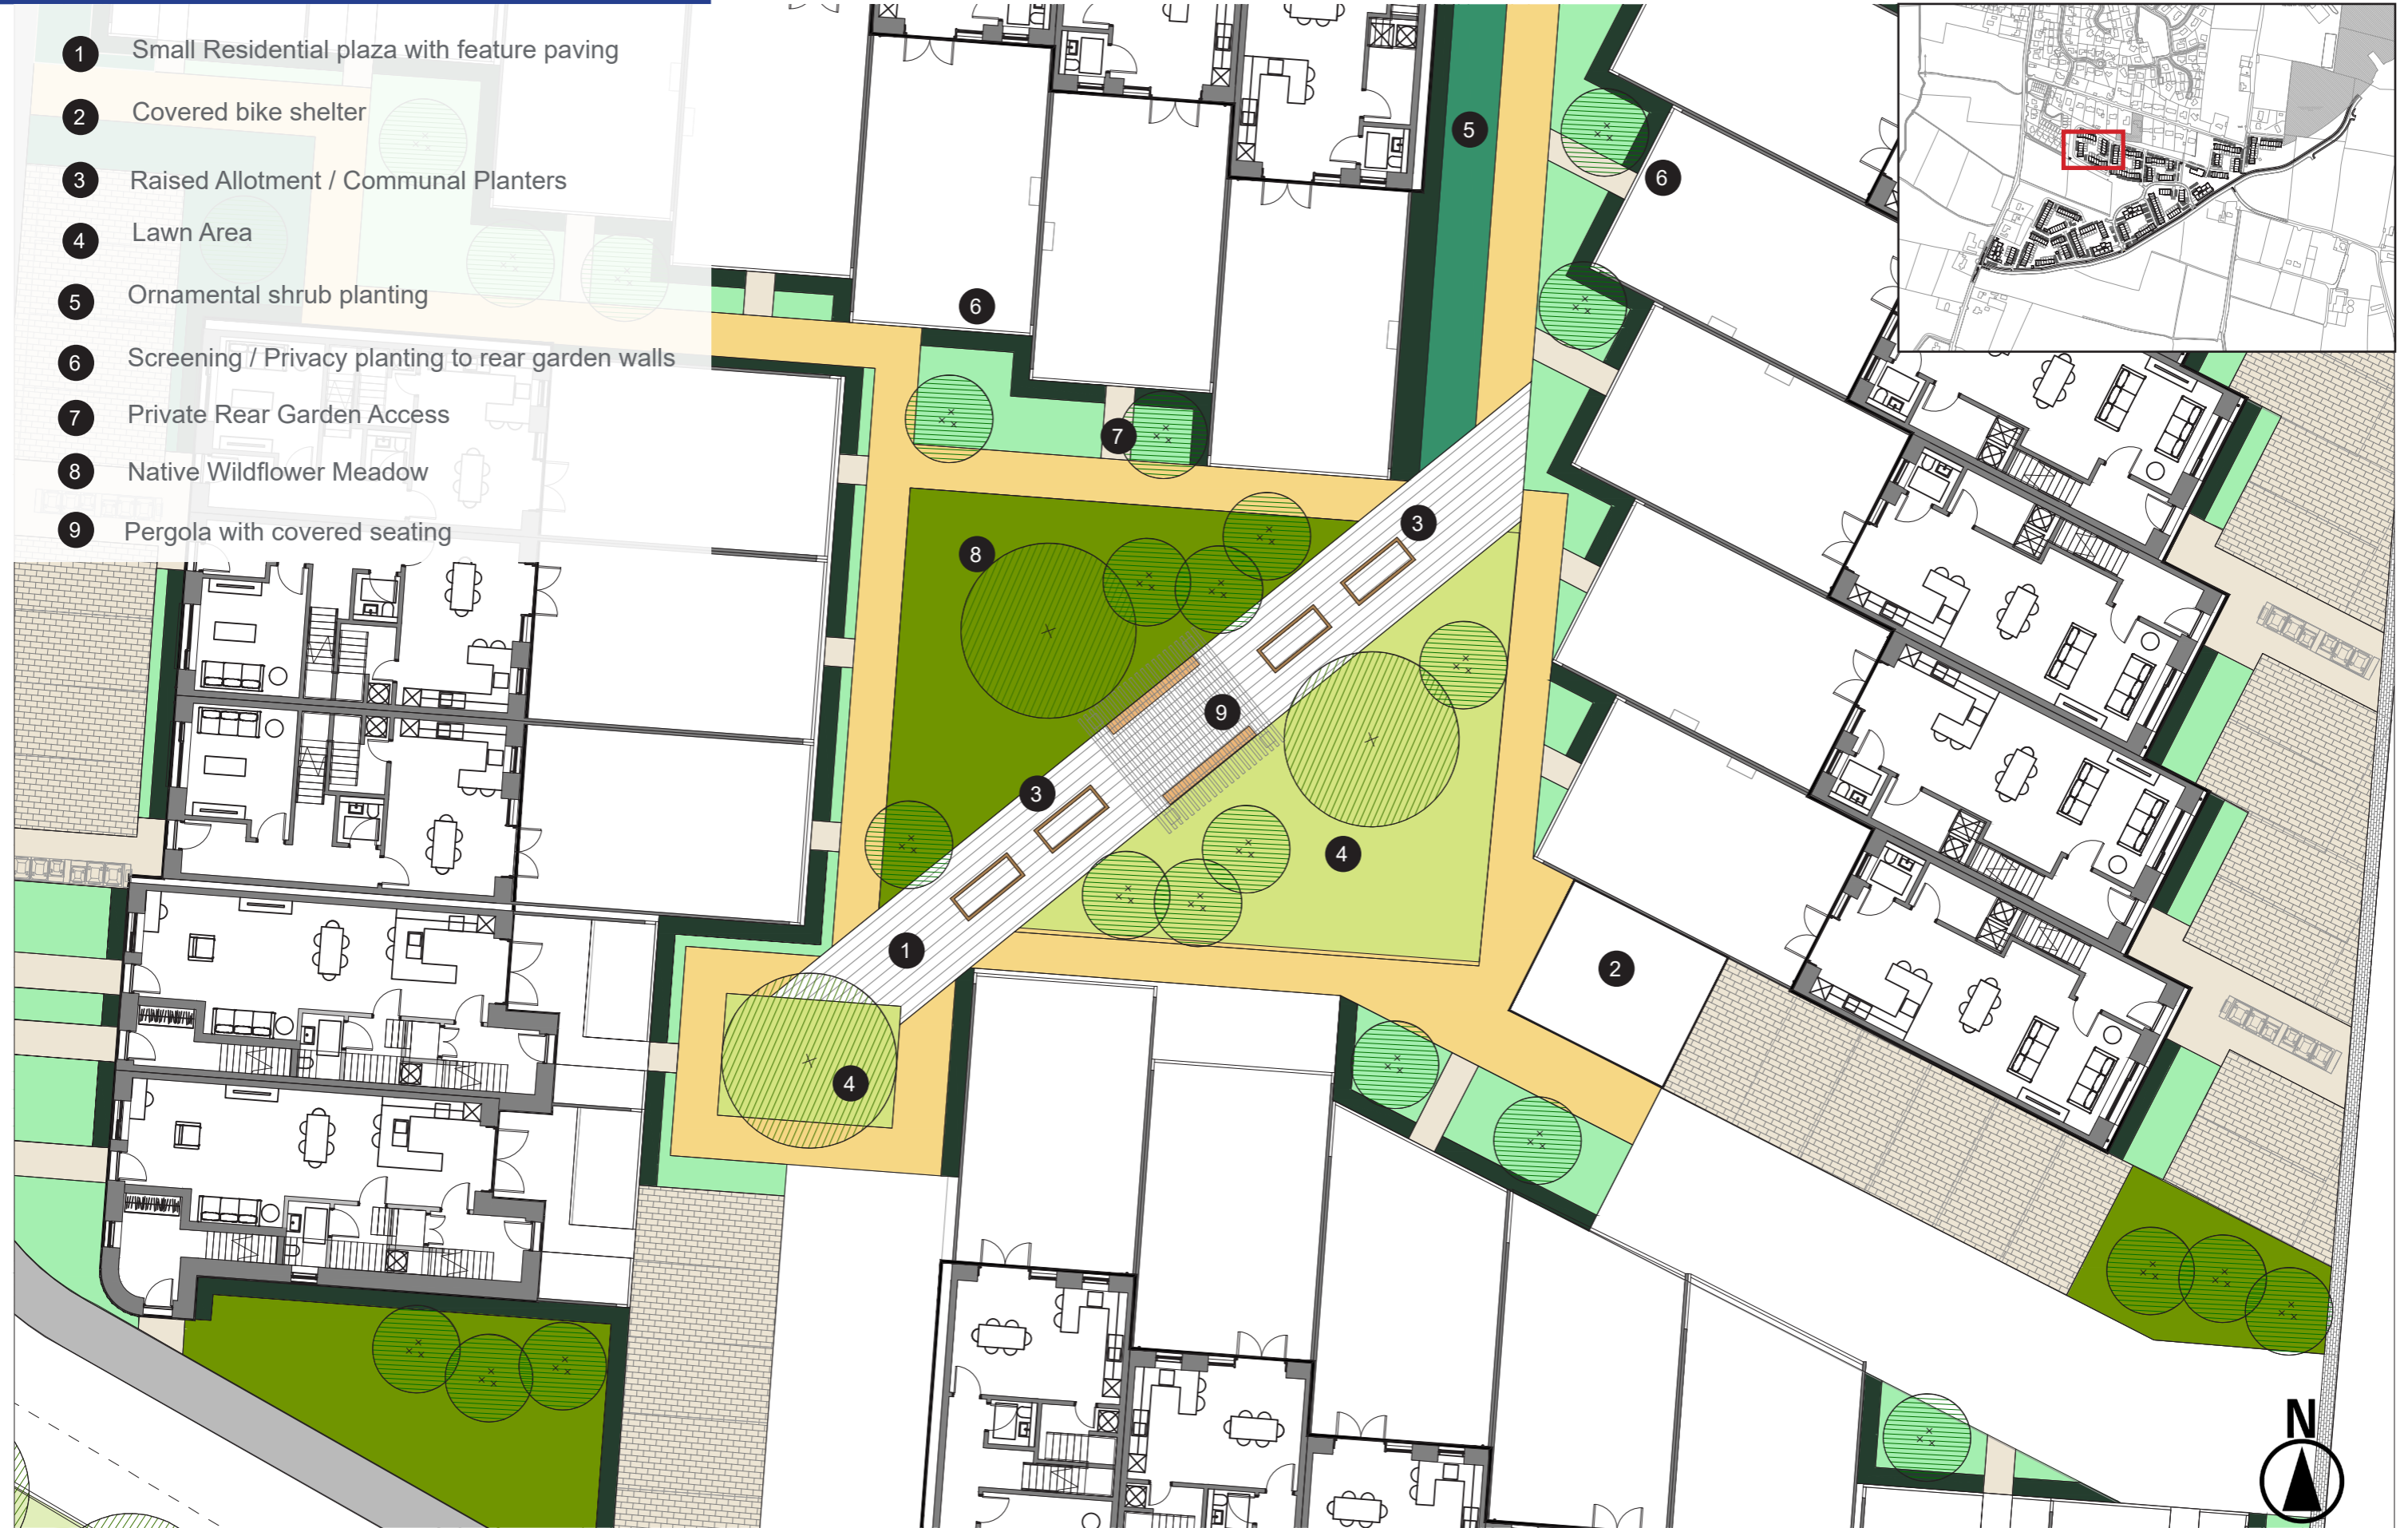 1 Small Residential plaza with feature paving
2 Covered bike shelter
3 Raised Allotment / Communal Planters
4 Lawn Area
5 Ornamental shrub planting
6 Screening / Privacy planting to rear garden walls
7 Private Rear Garden Access
8 Native Wildflower Meadow
9 Pergola with covered seating
5
6
6
7
3
8
9
3
4
1
2
4
N